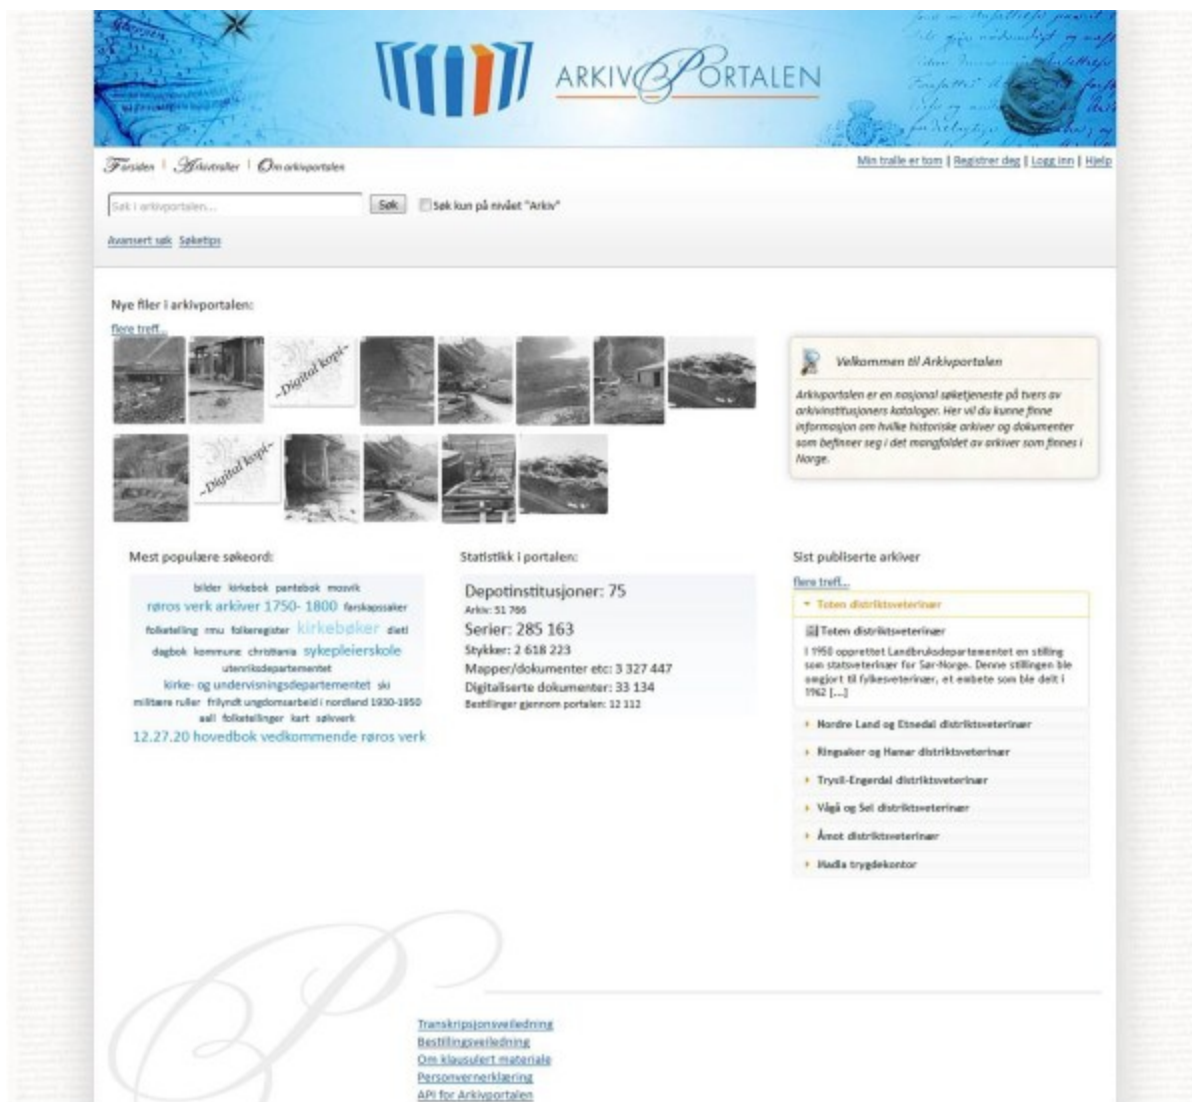 ARKIVPORTALEN
Forsiden | Arkivtraller | Om arkivportalen
Min tralle er tom | Registrer deg | Logg inn | Hjelp
Søk i arkivportalen...
Søk
Søk kun på nivået "Arkiv"
Avansert søk Søketips
Nye filer i arkivportalen:
flere treff...
~Digital kopi~
~Digital kopi~
Velkommen til Arkivportalen
Arkivportalen er en nasjonal søketjeneste på tvers av
arkivinstitusjoners kataloger. Her vil du kunne finne
informasjon om hvilke historiske arkiver og dokumenter
som befinner seg i det mangfoldet av arkiver som finnes i
Norge.
Mest populære søkeord:
bilder kirkebok pantebok mosvik
røros verk arkiver 1750- 1800 farskapssaker
folketelling rmu folkeregister kirkebøker dietl
dagbok kommune christiania sykepleierskole
utenriksdepartementet
kirke- og undervisningsdepartementet ski
militære ruller frilyndt ungdomsarbeid i nordland 1930-1950
aall folketellinger kart sølvverk
12.27.20 hovedbok vedkommende røros verk
Statistikk i portalen:
Depotinstitusjoner: 75
Arkiv: 51 766
Serier: 285 163
Stykker: 2 618 223
Mapper/dokumenter etc: 3 327 447
Digitaliserte dokumenter: 33 134
Bestillinger gjennom portalen: 12 112
Sist publiserte arkiver
flere treff...
Toten distriktsveterinær
Toten distriktsveterinær
I 1950 opprettet Landbruksdepartementet en stilling
som statsveterinær for Sør-Norge. Denne stillingen ble
omgjort til fylkesveterinær, et embete som ble delt i
1962 [...]
Nordre Land og Etnedal distriktsveterinær
Ringsaker og Hamar distriktsveterinær
Trysil-Engerdal distriktsveterinær
Vågå og Sel distriktsveterinær
Åmot distriktsveterinær
Madla trygdekontor
Transkripsjonsveiledning
Bestillingsveiledning
Om klausulert materiale
Personvernerklæring
API for Arkivportalen